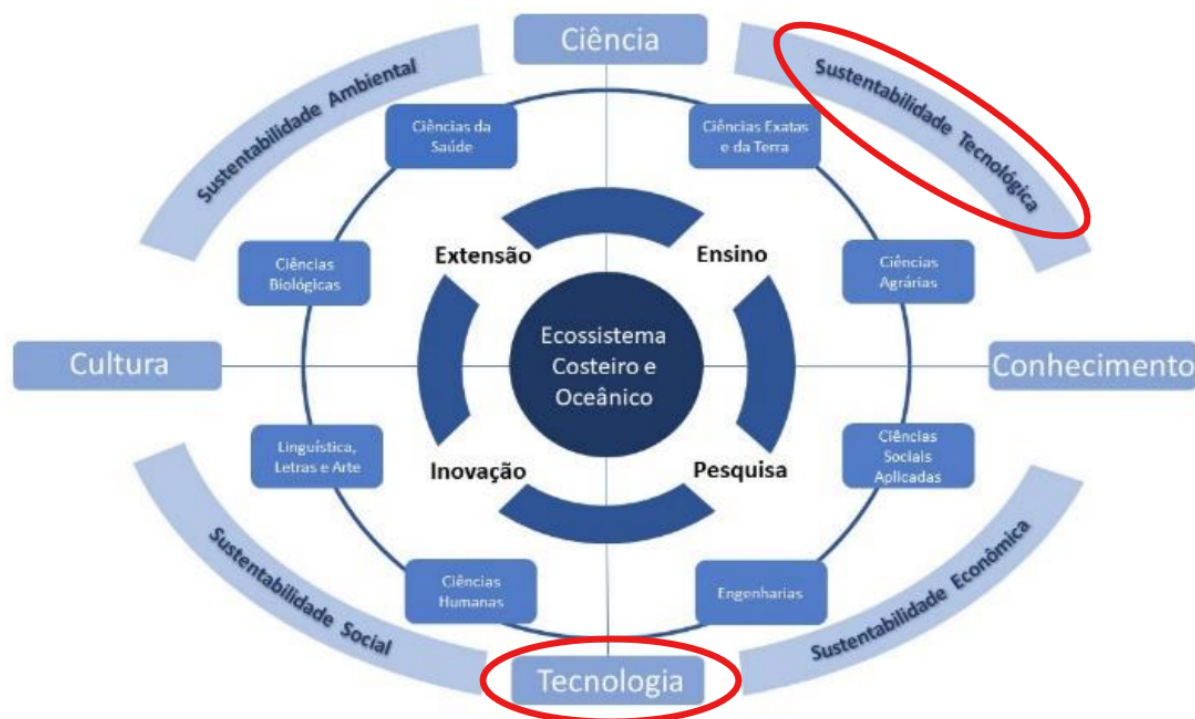 Ciência
Sustentabilidade Ambiental
Sustentabilidade Tecnológica
Ciências da
Saúde
Ciências Exatas
e da Terra
Extensão
Ensino
Ciências
Biológicas
Ciências
Agrárias
Ecossistema
Costeiro e
Oceânico
Cultura
Conhecimento
Linguística,
Letras e Arte
Ciências
Sociais
Aplicadas
Inovação
Pesquisa
Ciências
Humanas
Engenharias
Sustentabilidade Social
Sustentabilidade Econômica
Tecnologia